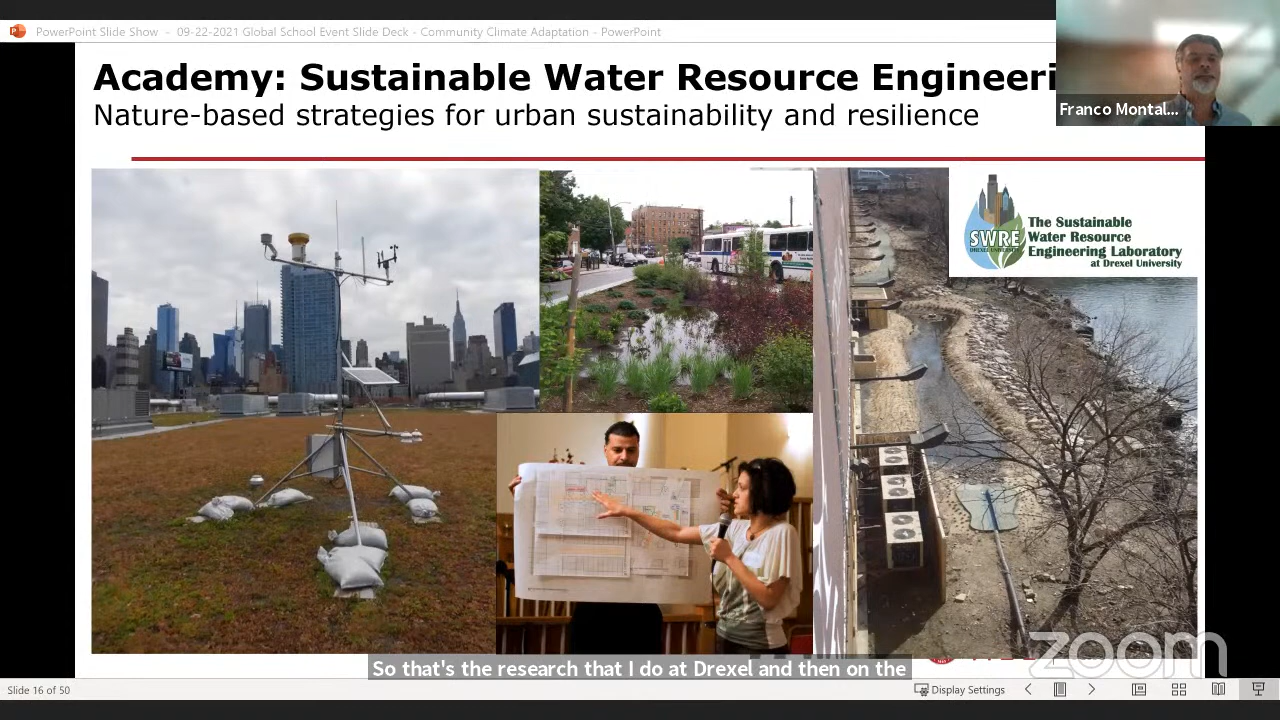 PowerPoint Slide Show - 09-22-2021 Global School Event Slide Deck - Community Climate Adaptation - PowerPoint
Academy: Sustainable Water Resource Engineeri
Nature-based strategies for urban sustainability and resilience
Franco Montal...
SWRE
DREXEL UNIVERSITY
The Sustainable
Water Resource
Engineering Laboratory
at Drexel University
So that's the research that I do at Drexel and then on the
zoom
Slide 16 of 50
Display Settings